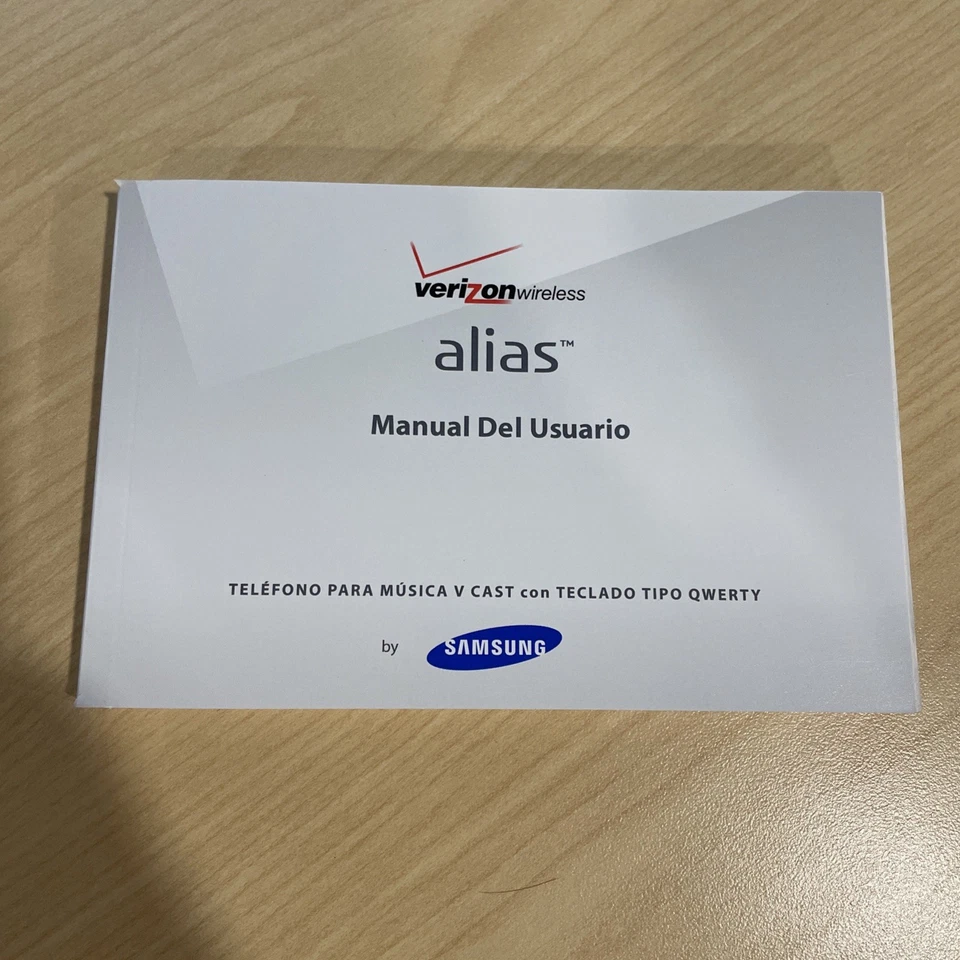 verizonwireless
alias™
Manual Del Usuario
TELÉFONO PARA MÚSICA V CAST con TECLADO TIPO QWERTY
by SAMSUNG